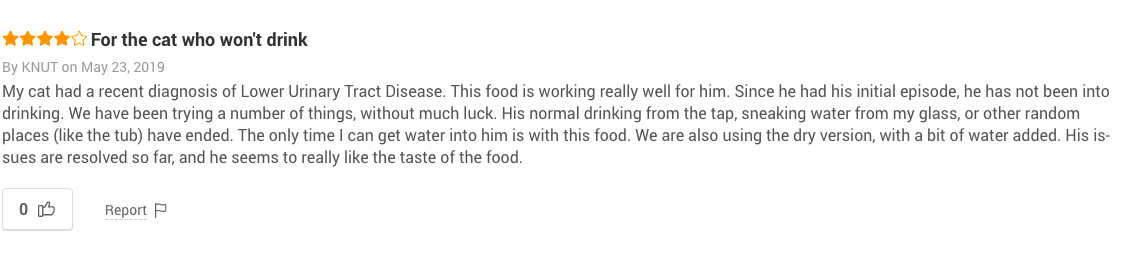 For the cat who won't drink
By KNUT on May 23, 2019
My cat had a recent diagnosis of Lower Urinary Tract Disease. This food is working really well for him. Since he had his initial episode, he has not been into
drinking. We have been trying a number of things, without much luck. His normal drinking from the tap, sneaking water from my glass, or other random
places (like the tub) have ended. The only time I can get water into him is with this food. We are also using the dry version, with a bit of water added. His is-
sues are resolved so far, and he seems to really like the taste of the food.
0 Report